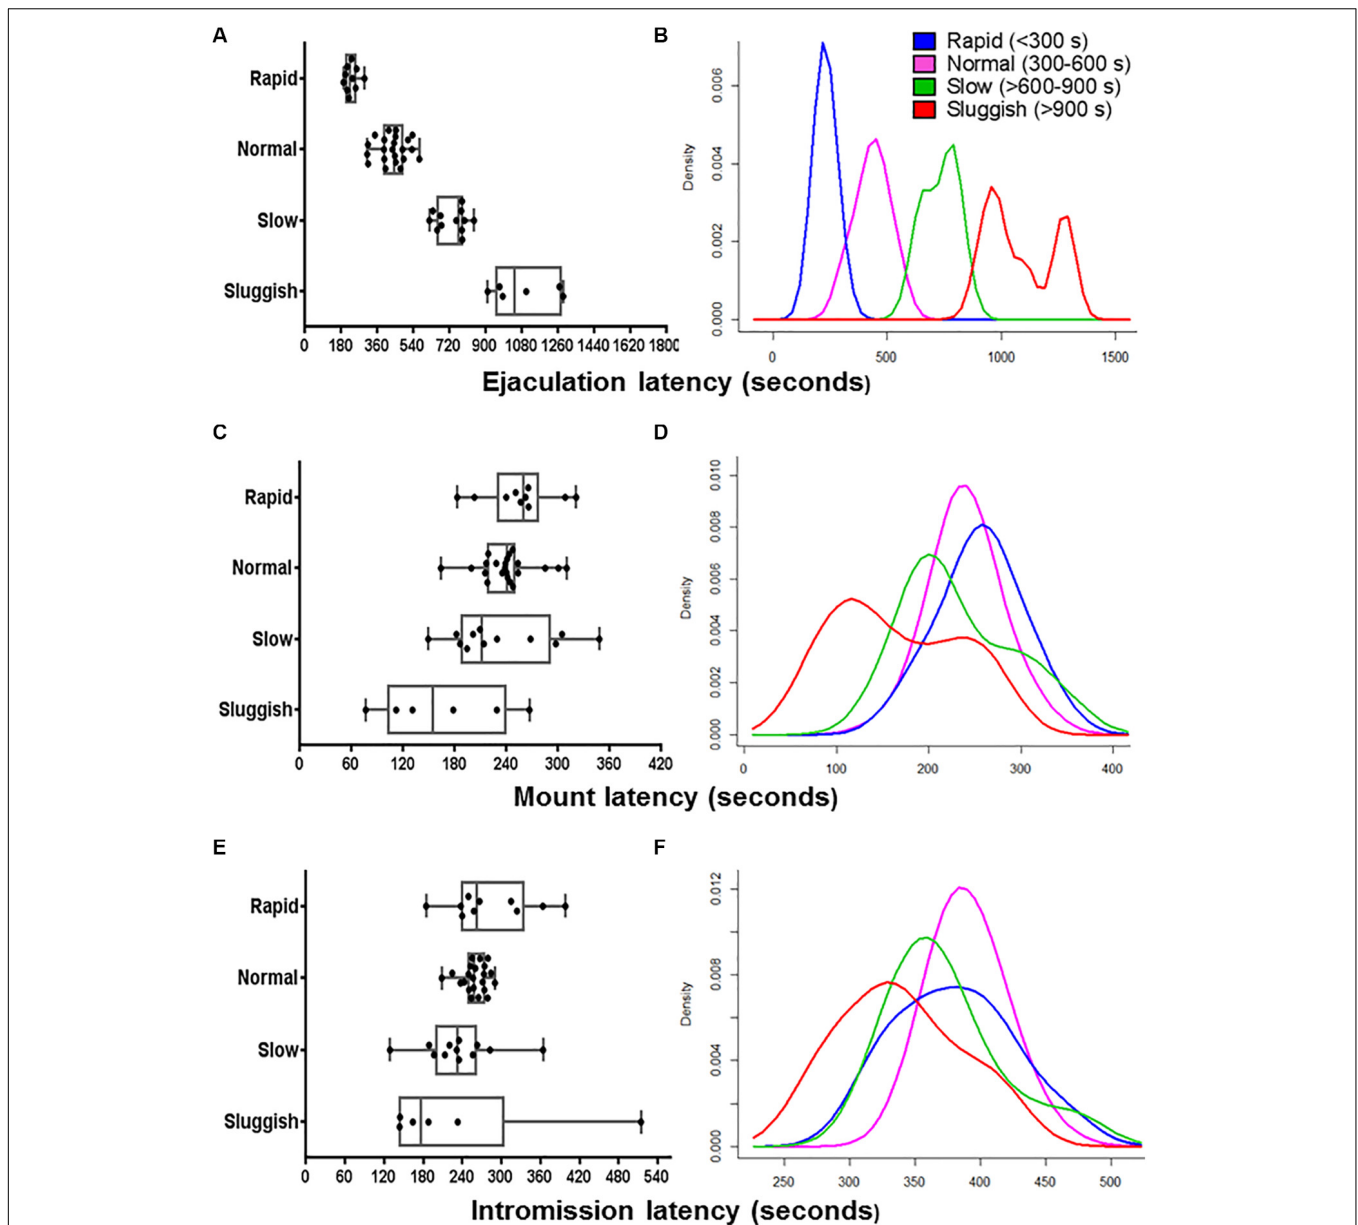 A
Rapid
Normal
Slow
Sluggish
0 180 360 540 720 900 1080 1260 1440 1620 1800
B
Rapid (<300 s)
Normal (300-600 s)
Slow (>600-900 s)
Sluggish (>900 s)
Density
0.000 0.002 0.004 0.006
0 500 1000 1500
Ejaculation latency (seconds)
C
Rapid
Normal
Slow
Sluggish
0 60 120 180 240 300 360 420
D
Density
0.000 0.002 0.004 0.006 0.008 0.010
0 100 200 300 400
Mount latency (seconds)
E
Rapid
Normal
Slow
Sluggish
0 60 120 180 240 300 360 420 480 540
F
Density
0.000 0.004 0.008 0.012
250 300 350 400 450 500
Intromission latency (seconds)